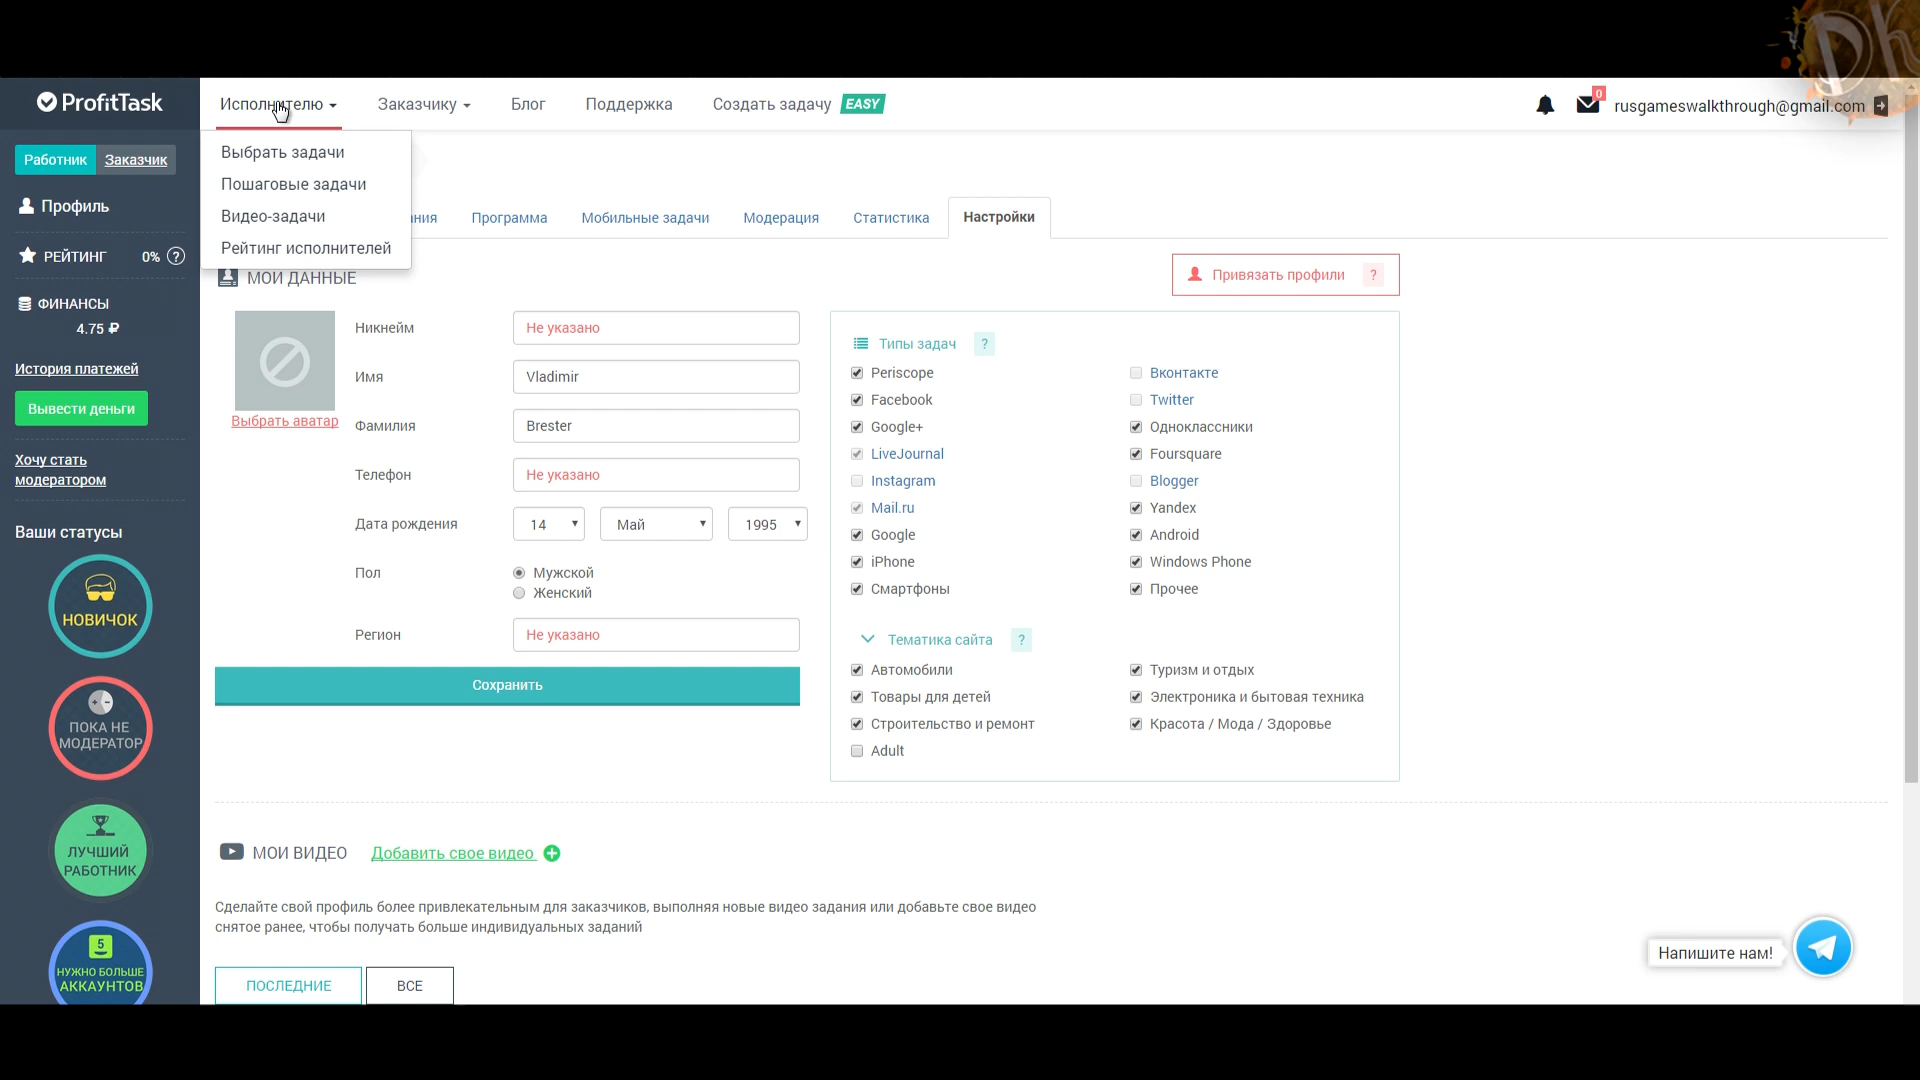 Dh
ProfitTask
Исполнителю
Заказчику
Блог
Поддержка
Создать задачу
EASY
0
rusgameswalkthrough@gmail.com
Работник
Заказчик
Профиль
РЕЙТИНГ
0%
?
ФИНАНСЫ
4.75 ₽
История платежей
Вывести деньги
Хочу стать
модератором
Ваши статусы
НОВИЧОК
ПОКА НЕ
МОДЕРАТОР
ЛУЧШИЙ
РАБОТНИК
5
НУЖНО БОЛЬШЕ
АККАУНТОВ
Выбрать задачи
Пошаговые задачи
Видео-задачи
Рейтинг исполнителей
Программа
Мобильные задачи
Модерация
Статистика
Настройки
МОИ ДАННЫЕ
Привязать профили
?
Выбрать аватар
Никнейм
Не указано
Имя
Vladimir
Фамилия
Brester
Телефон
Не указано
Дата рождения
14
Май
1995
Пол
Мужской
Женский
Регион
Не указано
Сохранить
Типы задач
?
Periscope
Вконтакте
Facebook
Twitter
Google+
Одноклассники
LiveJournal
Foursquare
Instagram
Blogger
Mail.ru
Yandex
Google
Android
iPhone
Windows Phone
Смартфоны
Прочее
Тематика сайта
?
Автомобили
Туризм и отдых
Товары для детей
Электроника и бытовая техника
Строительство и ремонт
Красота / Мода / Здоровье
Adult
МОИ ВИДЕО
Добавить свое видео
Сделайте свой профиль более привлекательным для заказчиков, выполняя новые видео задания или добавьте свое видео
снятое ранее, чтобы получать больше индивидуальных заданий
ПОСЛЕДНИЕ
ВСЕ
Напишите нам!